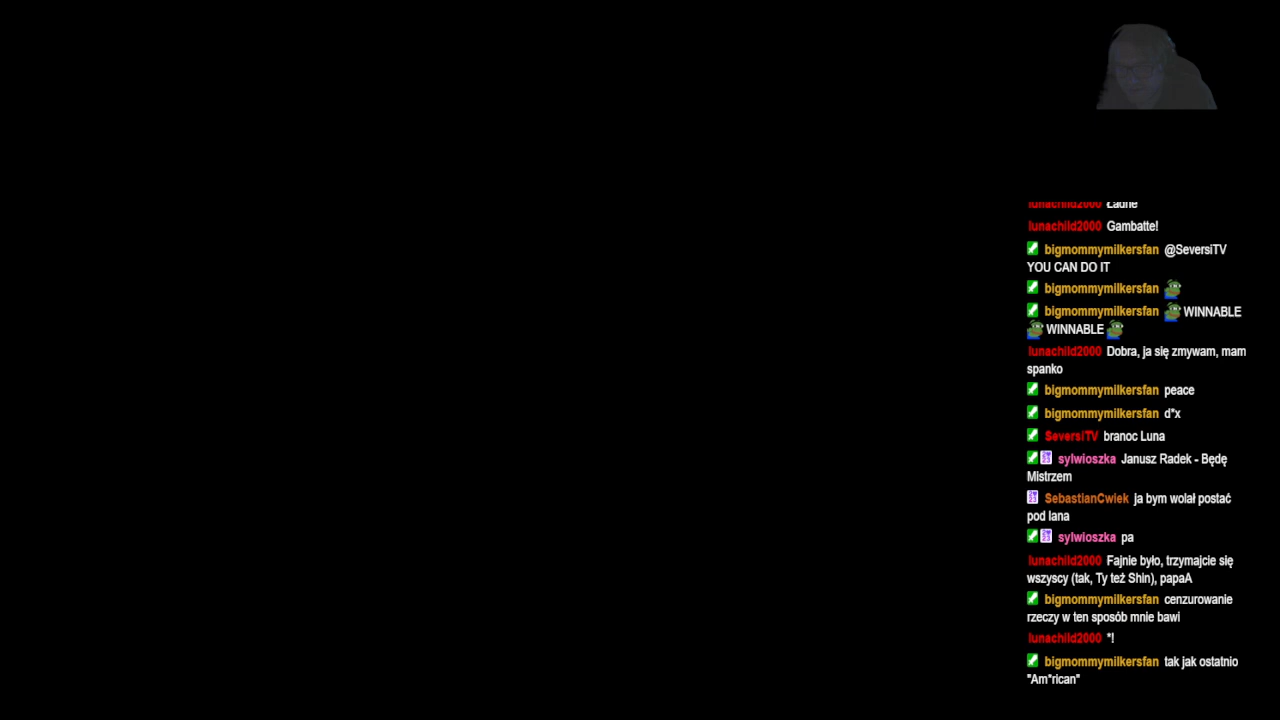 lunachild2000 Ładne
lunachild2000 Gambatte!
bigmommymilkersfan @SeversiTV
YOU CAN DO IT
bigmommymilkersfan
bigmommymilkersfan WINNABLE
WINNABLE
lunachild2000 Dobra, ja się zmywam, mam
spanko
bigmommymilkersfan peace
bigmommymilkersfan d*x
SeversiTV branoc Luna
sylwioszka Janusz Radek - Będę
Mistrzem
SebastianCwiek ja bym wolał postać
pod lana
sylwioszka pa
lunachild2000 Fajnie było, trzymajcie się
wszyscy (tak, Ty też Shin), papaA
bigmommymilkersfan cenzurowanie
rzeczy w ten sposób mnie bawi
lunachild2000 *!
bigmommymilkersfan tak jak ostatnio
"Am*rican"